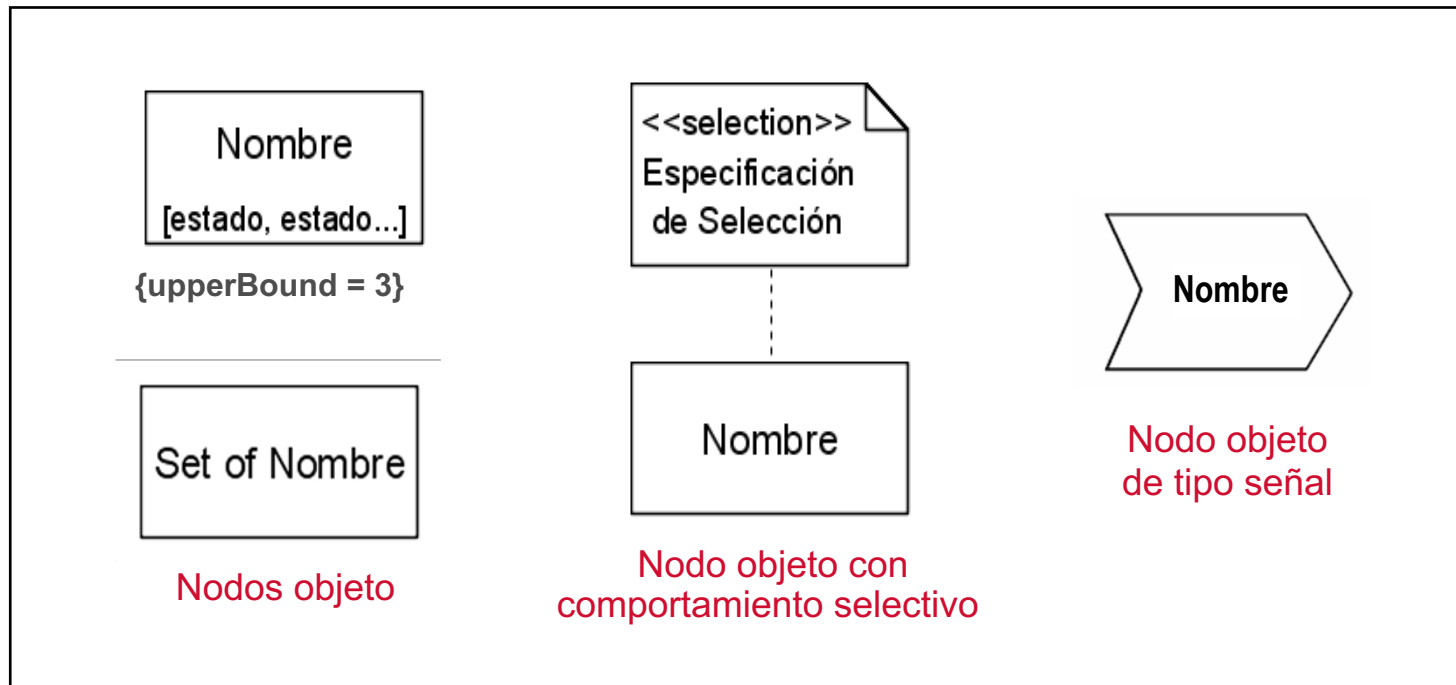 Nombre
[estado, estado...]
{upperBound = 3}
Set of Nombre
Nodos objeto
<<selection>>
Especificación
de Selección
Nombre
Nodo objeto con
comportamiento selectivo
Nombre
Nodo objeto
de tipo señal